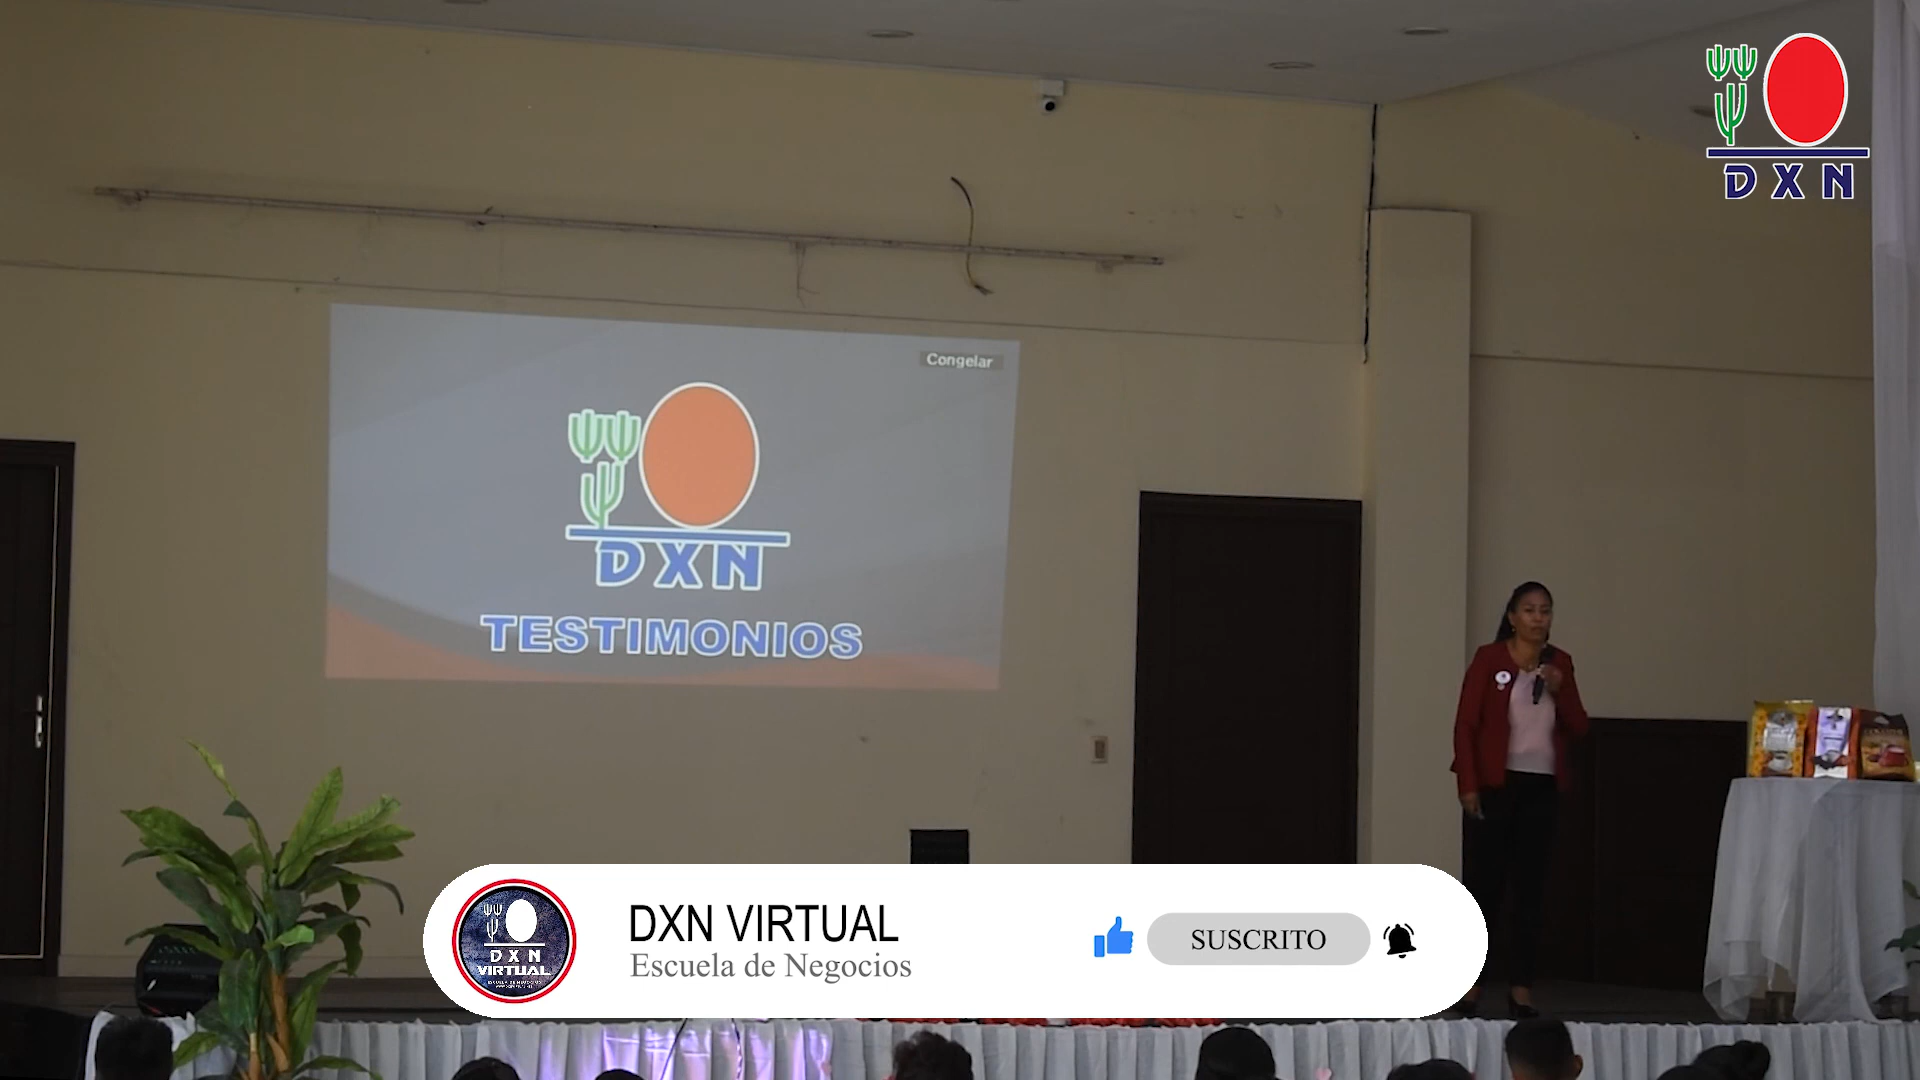 DXN
Congelar
DXN
TESTIMONIOS
DXN
VIRTUAL
DXN VIRTUAL
Escuela de Negocios
SUSCRITO